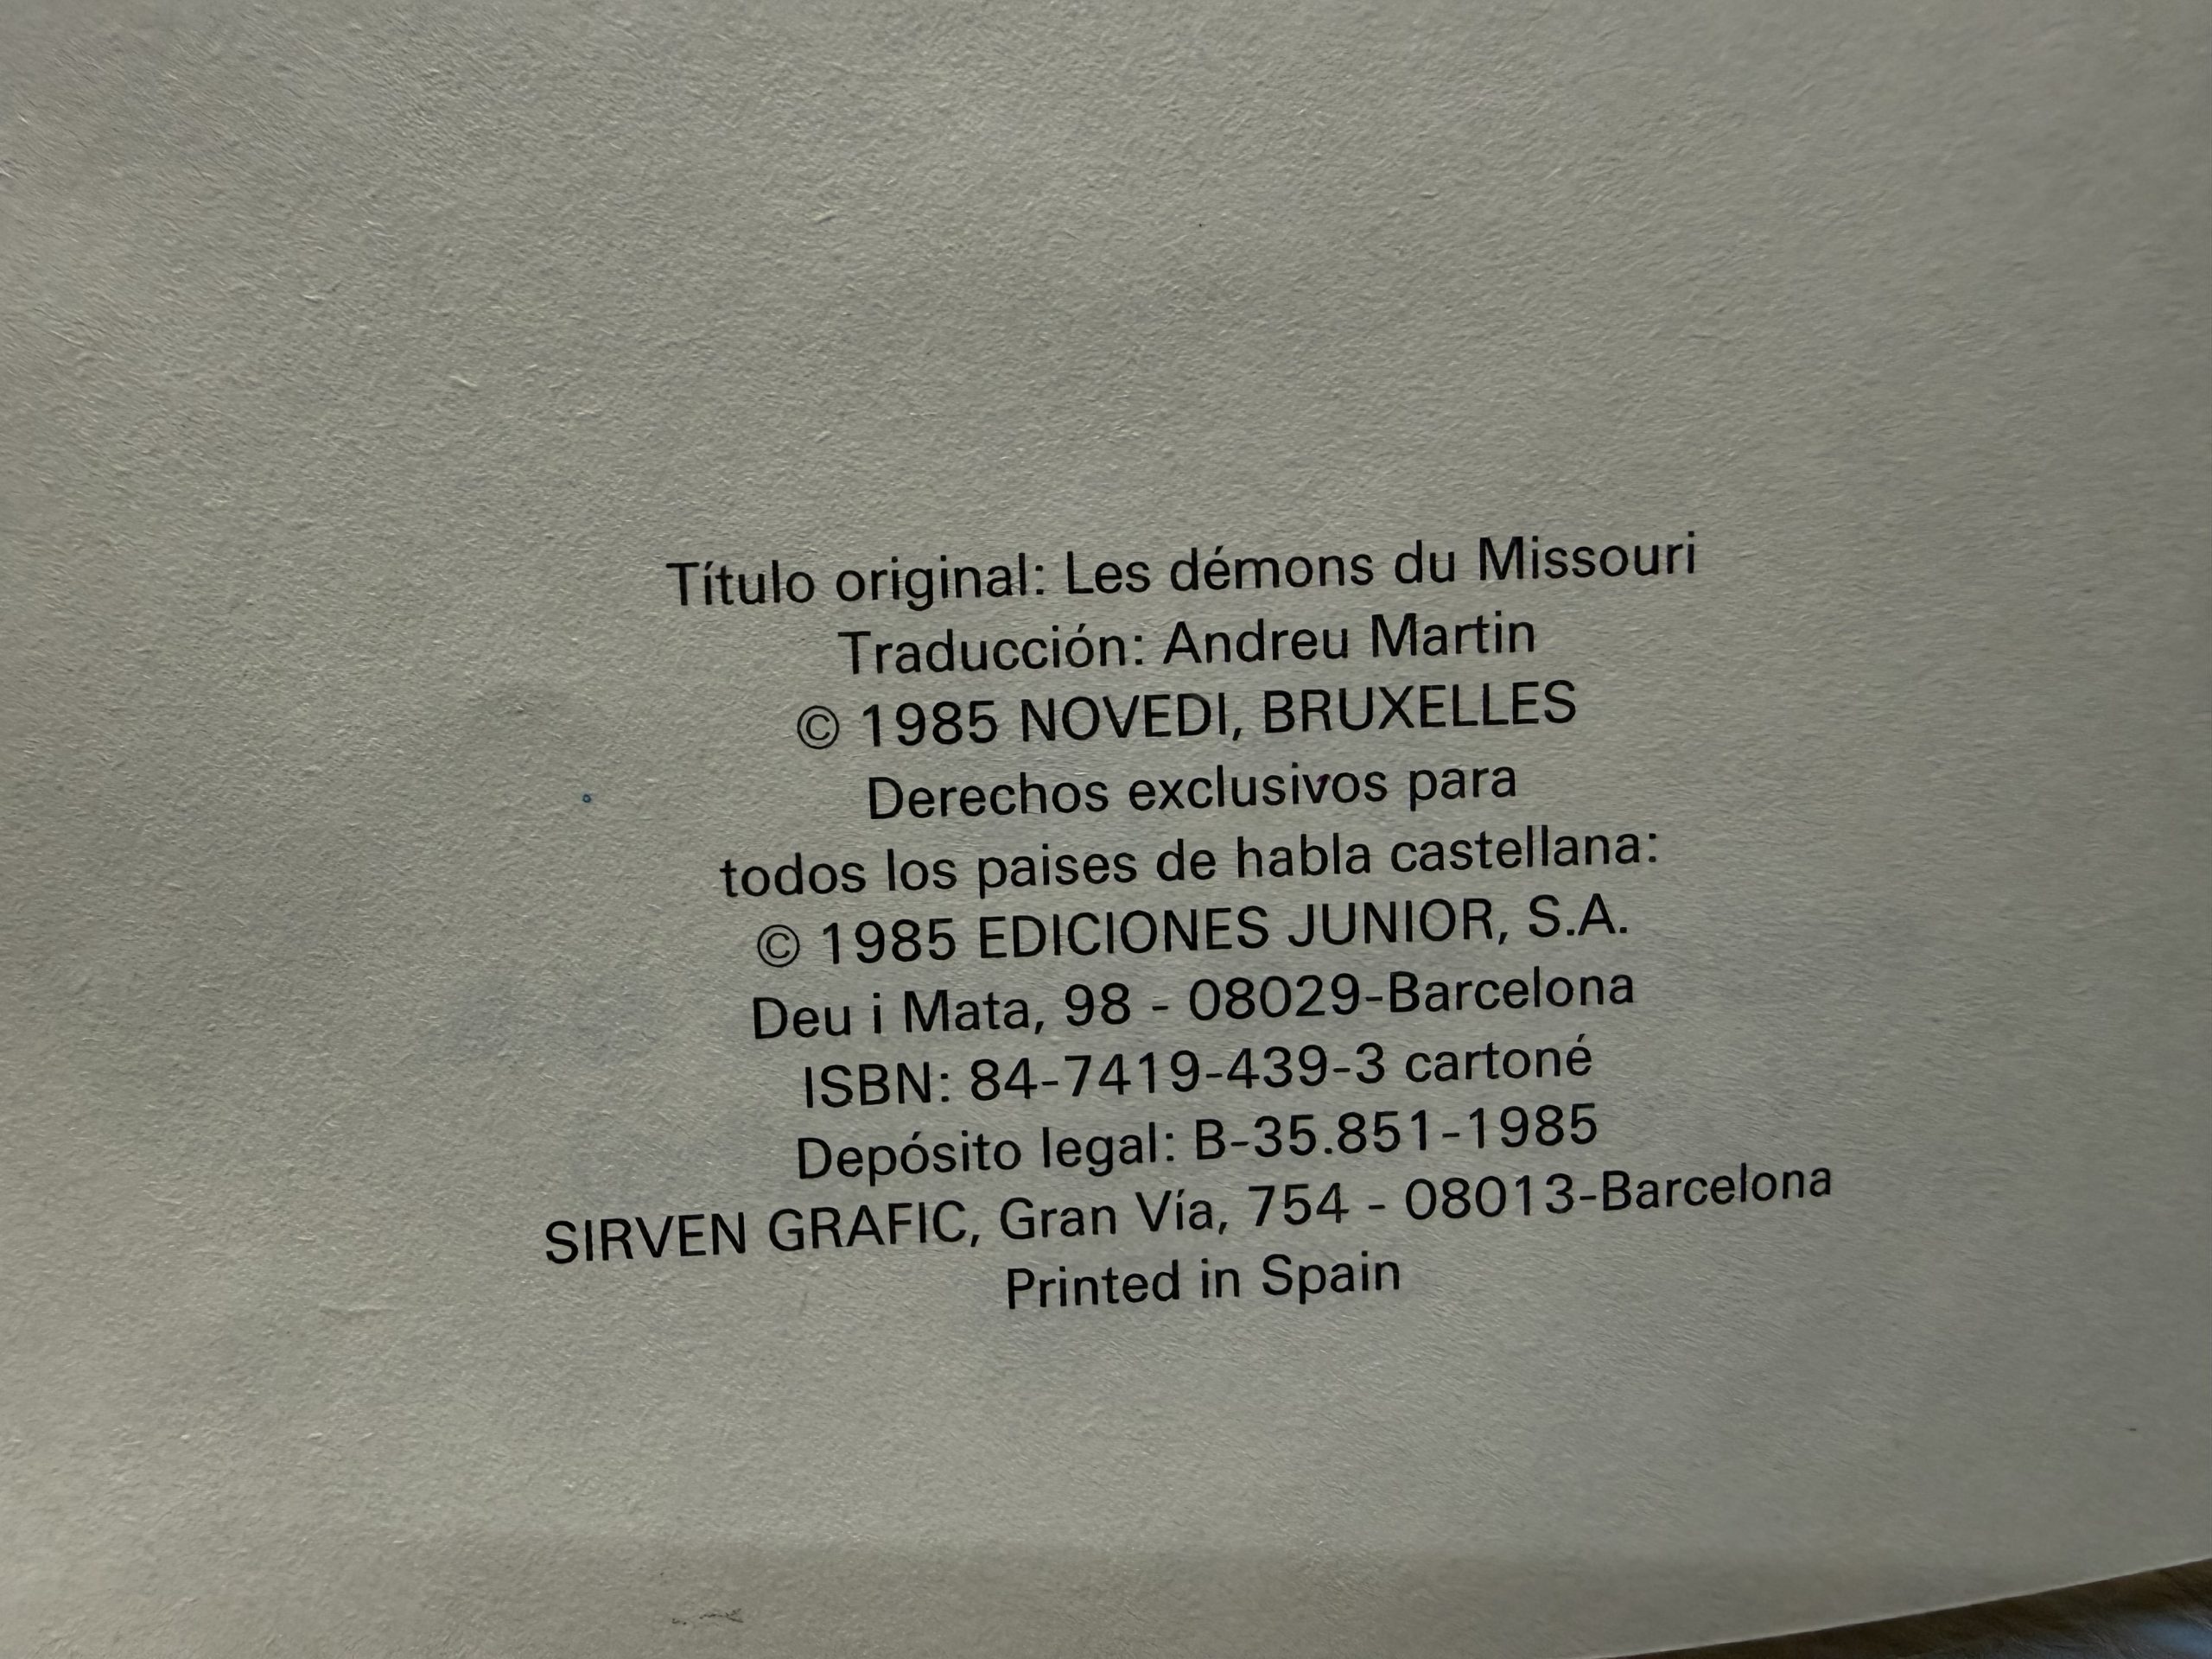 Título original: Les démons du Missouri
Traducción: Andreu Martin
© 1985 NOVEDI, BRUXELLES
Derechos exclusivos para
todos los paises de habla castellana:
© 1985 EDICIONES JUNIOR, S.A.
Deu i Mata, 98 - 08029-Barcelona
ISBN: 84-7419-439-3 cartoné
Depósito legal: B-35.851-1985
SIRVEN GRAFIC, Gran Vía, 754 - 08013-Barcelona
Printed in Spain